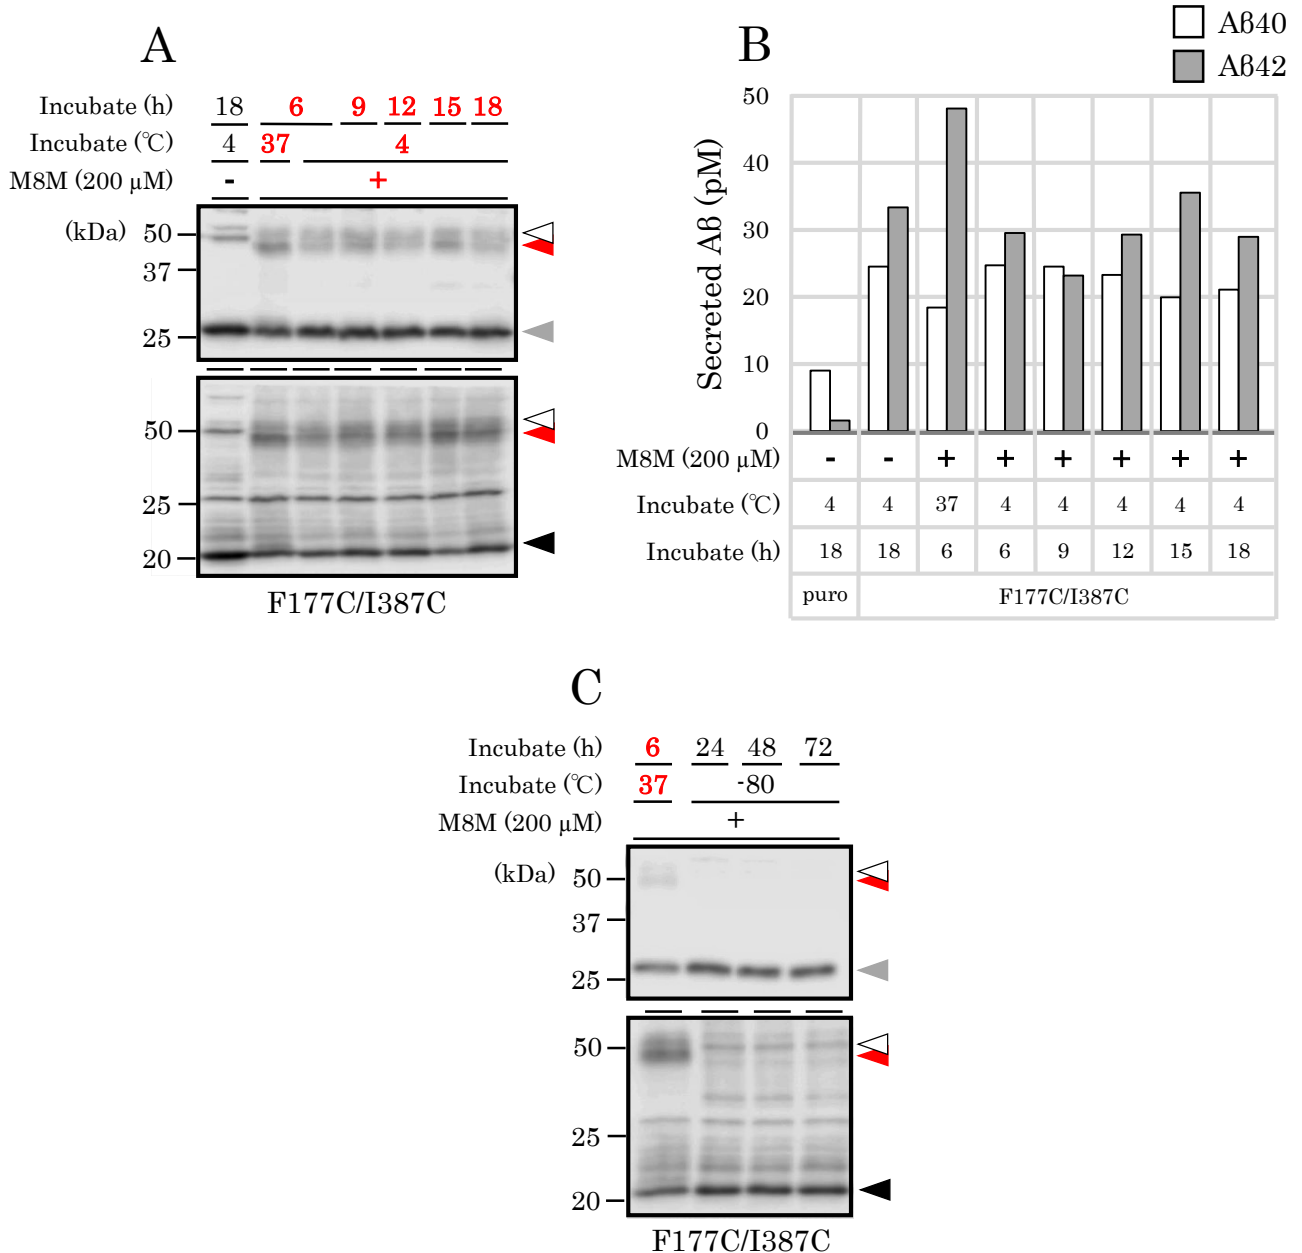 A
Incubate (h) 18 6 9 12 15 18
Incubate (℃) 4 37 4
M8M (200 μM) - +
(kDa) 50
37
25
50
25
20
F177C/I387C
B
Aβ40
Aβ42
Secreted Aβ (pM)
50
40
30
20
10
0
M8M (200 μM) - - + + + + + +
Incubate (℃) 4 4 37 4 4 4 4 4
Incubate (h) 18 18 6 6 9 12 15 18
puro F177C/I387C
C
Incubate (h) 6 24 48 72
Incubate (℃) 37 -80
M8M (200 μM) +
(kDa) 50
37
25
50
25
20
F177C/I387C